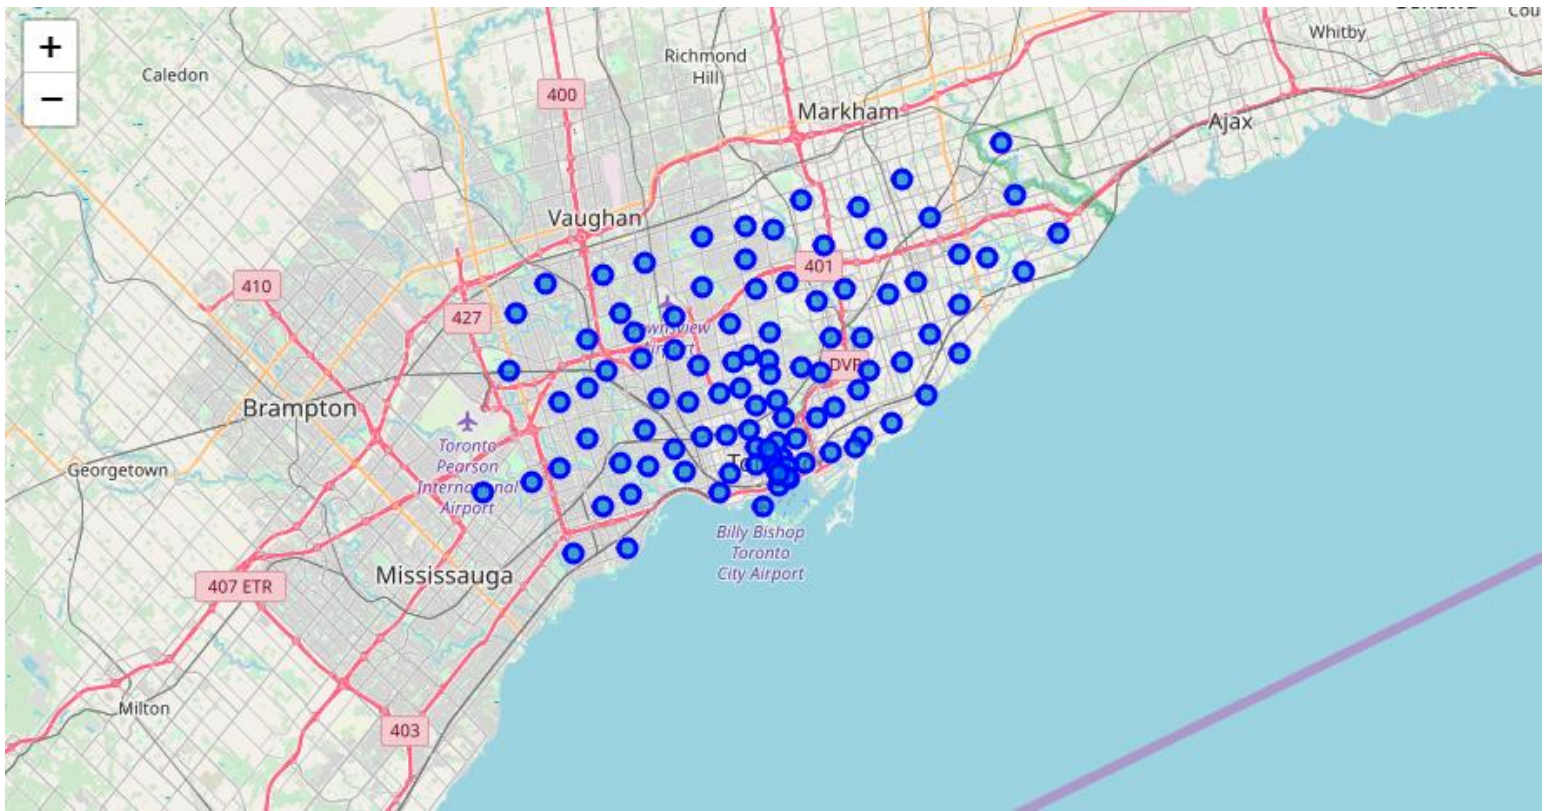 +
−
Caledon
400
Richmond
Hill
Whitby
Markham
Ajax
Vaughan
401
410
427
DVP
Brampton
Georgetown
Toronto
Pearson
International
Airport
Billy Bishop
Toronto
City Airport
Mississauga
407 ETR
Milton
403